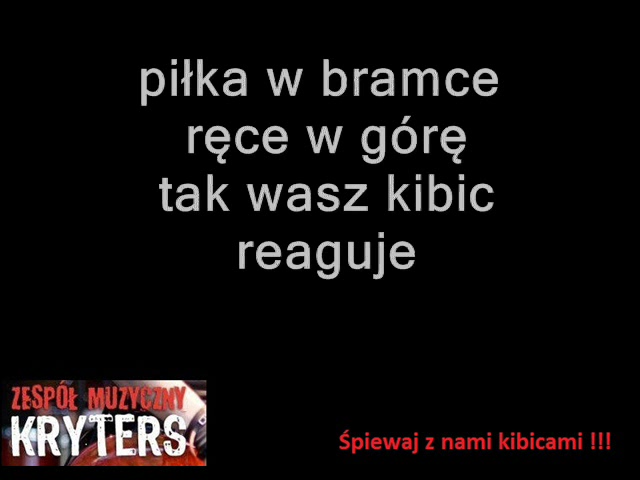 piłka w bramce
ręce w górę
tak wasz kibic
reaguje
ZESPÓŁ MUZYCZNY
KRYTERS
Śpiewaj z nami kibicami !!!